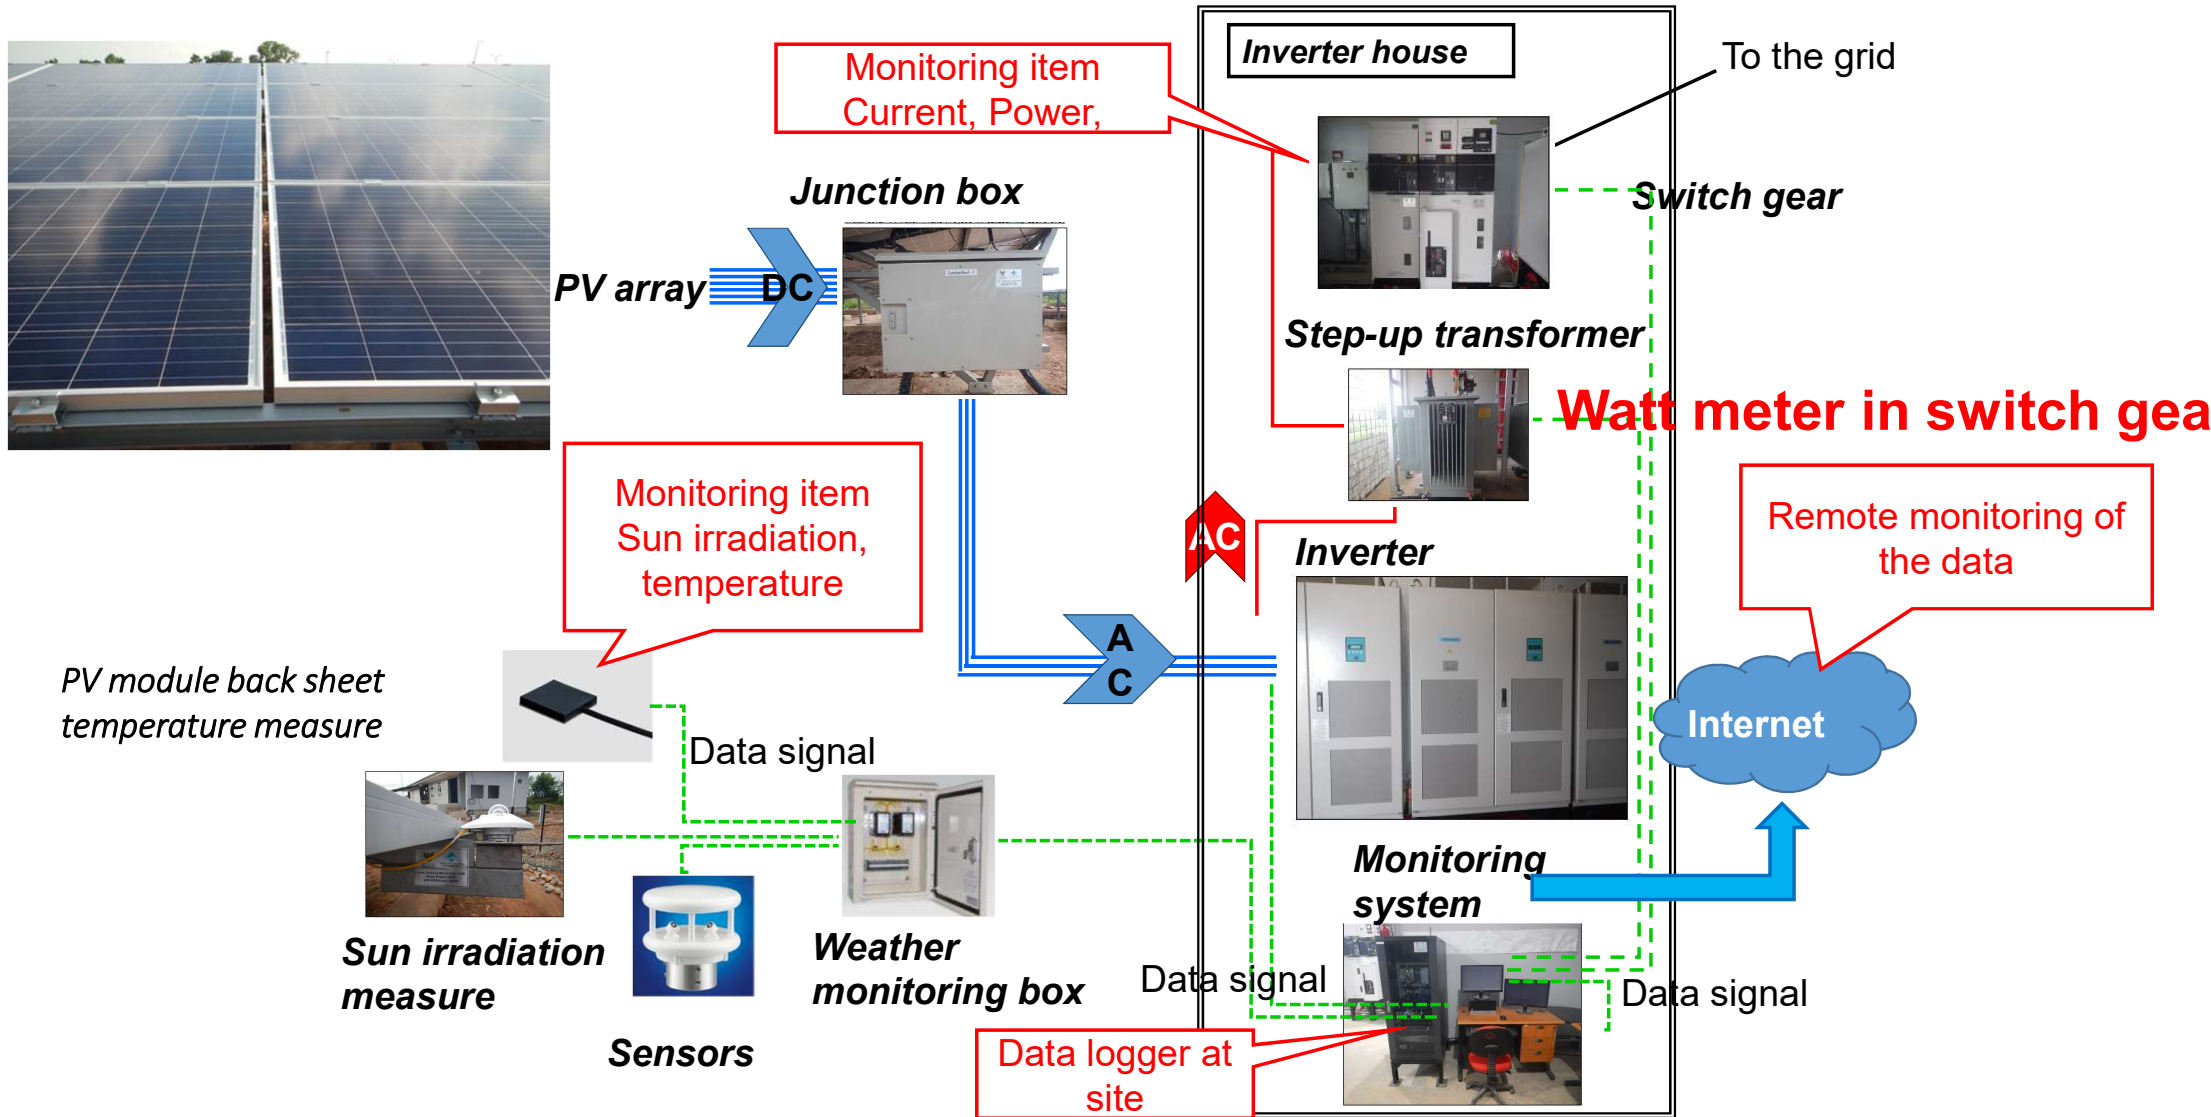 Inverter house
To the grid
Monitoring item
Current, Power,
Junction box
Switch gear
PV array
DC
Step-up transformer
Watt meter in switch gea
Monitoring item
Sun irradiation,
temperature
Remote monitoring of
the data
AC
Inverter
A
C
PV module back sheet
temperature measure
Internet
Data signal
Monitoring
system
Sun irradiation
measure
Weather
monitoring box
Data signal
Data signal
Sensors
Data logger at
site